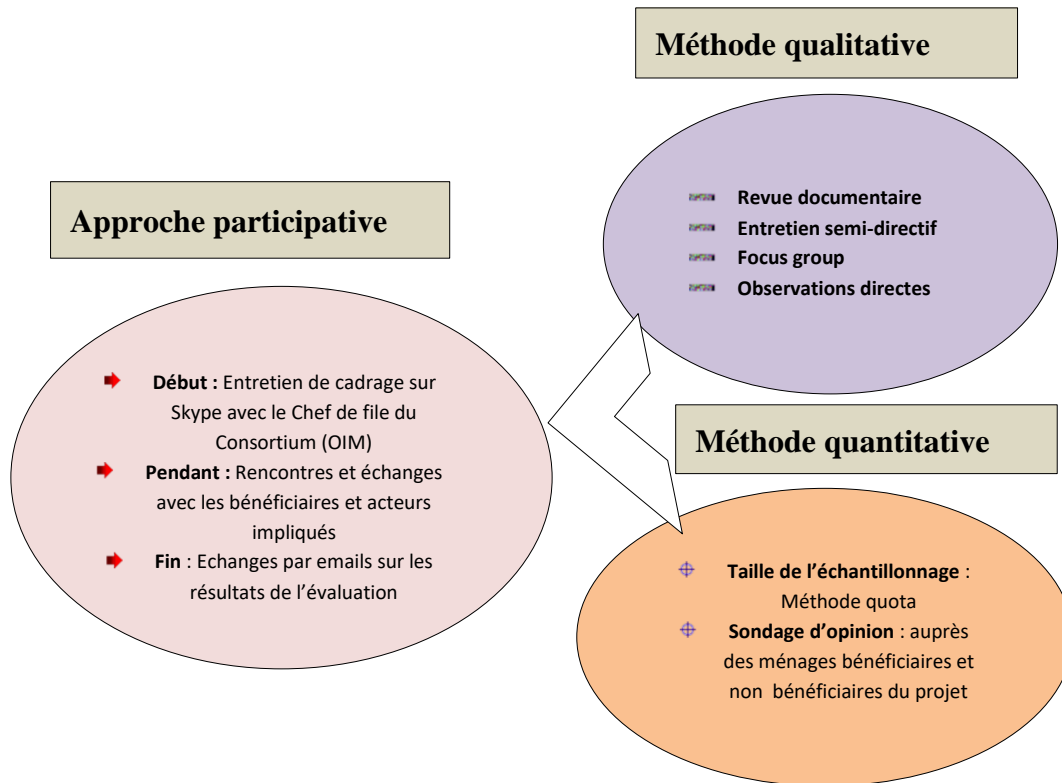 Méthode qualitative
Revue documentaire
Entretien semi-directif
Focus group
Observations directes
Approche participative
Début : Entretien de cadrage sur
Skype avec le Chef de file du
Consortium (OIM)
Pendant : Rencontres et échanges
avec les bénéficiaires et acteurs
impliqués
Fin : Echanges par emails sur les
résultats de l’évaluation
Méthode quantitative
Taille de l’échantillonnage :
Méthode quota
Sondage d’opinion : auprès
des ménages bénéficiaires et
non bénéficiaires du projet